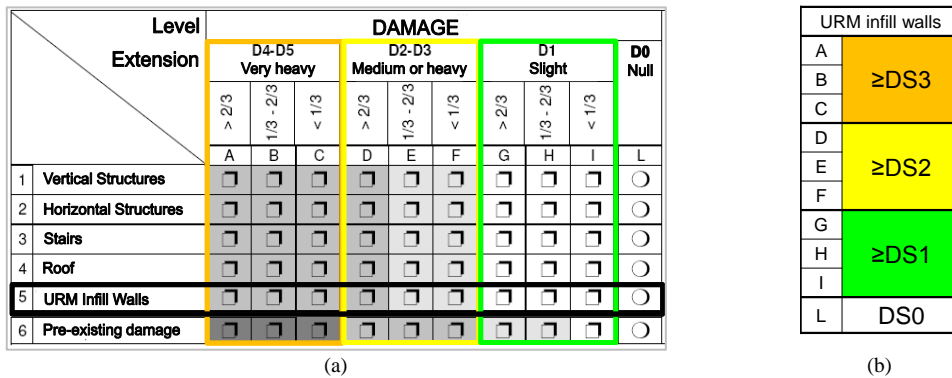 Level DAMAGE
Extension D4-D5 D2-D3 D1 D0
Very heavy Medium or heavy Slight Null
> 2/3 1/3 - 2/3 < 1/3 > 2/3 1/3 - 2/3 < 1/3 > 2/3 1/3 - 2/3 < 1/3
A B C D E F G H I L
1 Vertical Structures
2 Horizontal Structures
3 Stairs
4 Roof
5 URM Infill Walls
6 Pre-existing damage
(a)
URM infill walls
A
B ≥DS3
C
D
E ≥DS2
F
G
H ≥DS1
I
L DS0
(b)